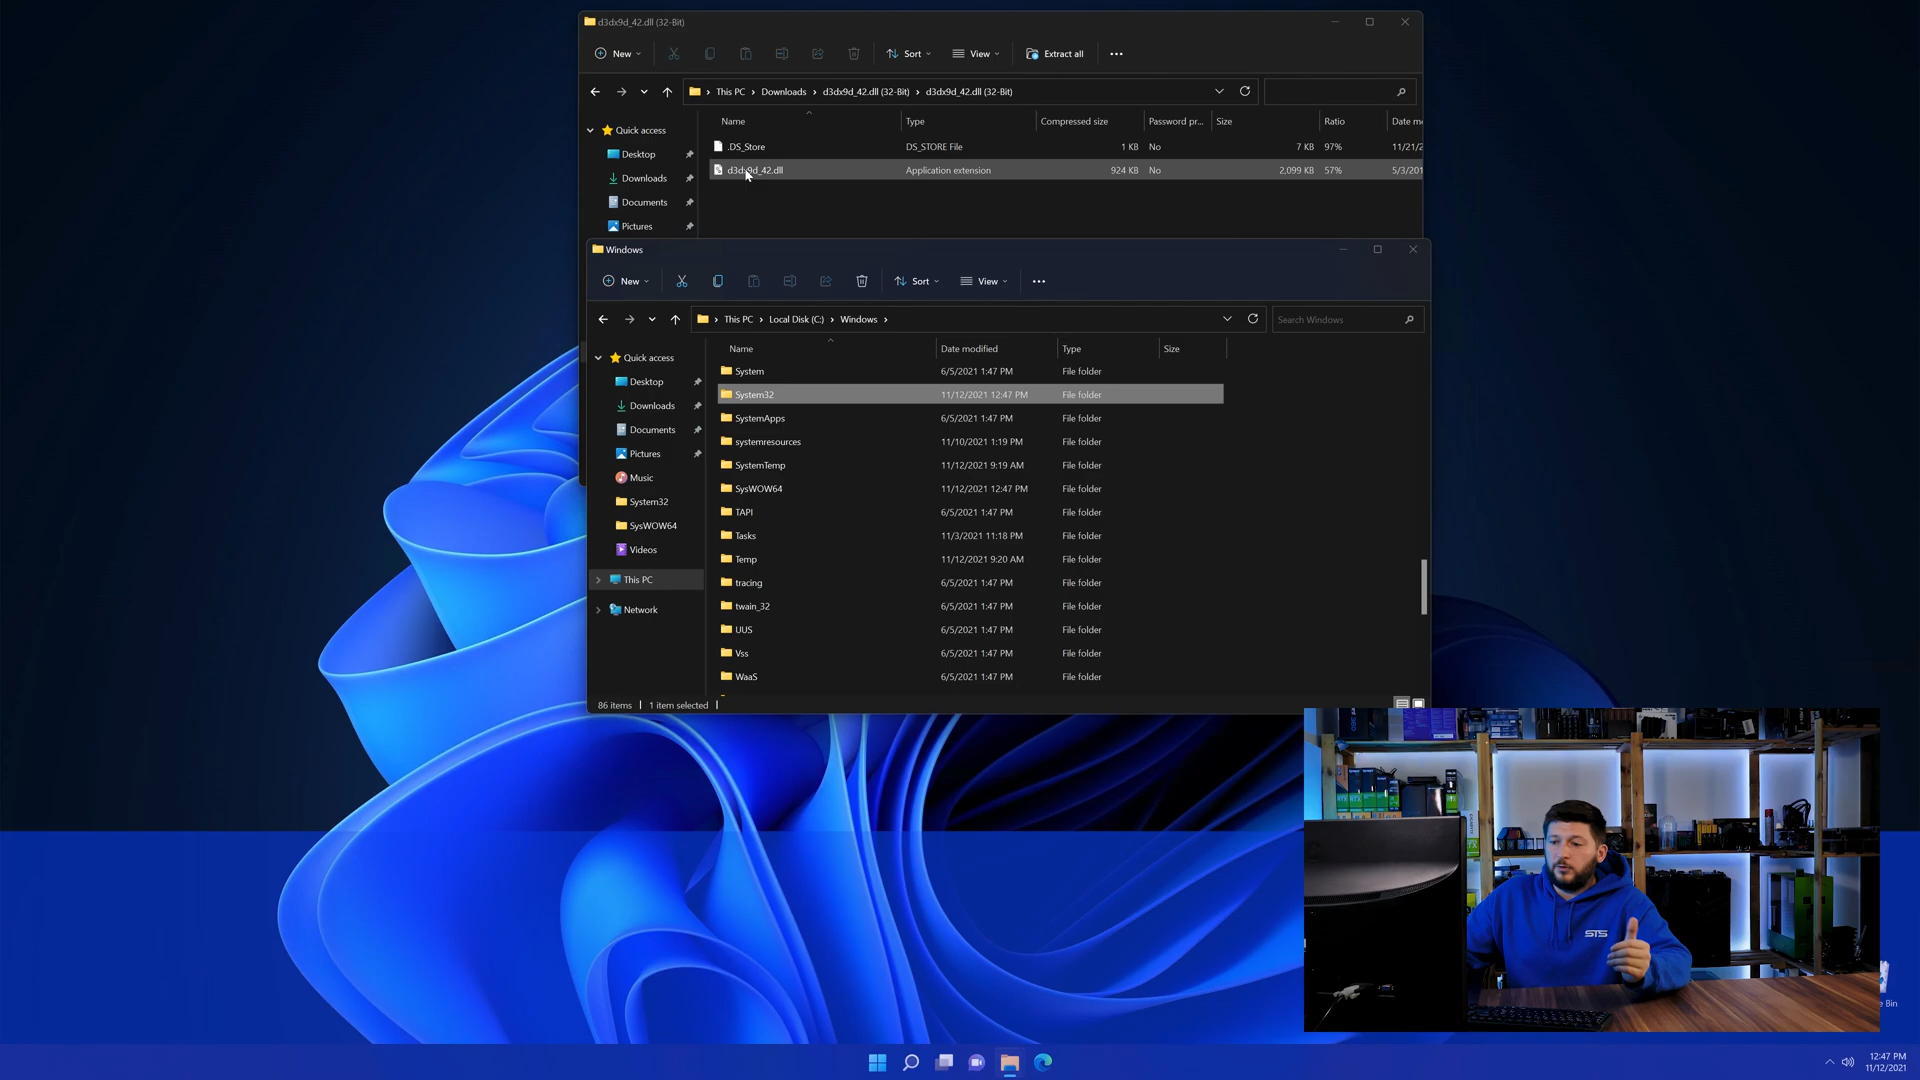 d3dx9d_42.dll (32-Bit)
New Sort View Extract all
This PC > Downloads > d3dx9d_42.dll (32-Bit) > d3dx9d_42.dll (32-Bit)
Name Type Compressed size Password pr... Size Ratio Date m
Quick access
.DS_Store DS_STORE File 1 KB No 7 KB 97% 11/21/2
Desktop
d3dx9d_42.dll Application extension 924 KB No 2,099 KB 57% 5/3/201
Downloads
Documents
Pictures
Windows
New Sort View
This PC > Local Disk (C:) > Windows >
Search Windows
Name Date modified Type Size
Quick access
Desktop
Downloads
Documents
Pictures
Music
System32
SysWOW64
Videos
This PC
Network
System 6/5/2021 1:47 PM File folder
System32 11/12/2021 12:47 PM File folder
SystemApps 6/5/2021 1:47 PM File folder
systemresources 11/10/2021 1:19 PM File folder
SystemTemp 11/12/2021 9:19 AM File folder
SysWOW64 11/12/2021 12:47 PM File folder
TAPI 6/5/2021 1:47 PM File folder
Tasks 11/3/2021 11:18 PM File folder
Temp 11/12/2021 9:20 AM File folder
tracing 6/5/2021 1:47 PM File folder
twain_32 6/5/2021 1:47 PM File folder
UUS 6/5/2021 1:47 PM File folder
Vss 6/5/2021 1:47 PM File folder
WaaS 6/5/2021 1:47 PM File folder
86 items 1 item selected
STS
e Bin
12:47 PM
11/12/2021